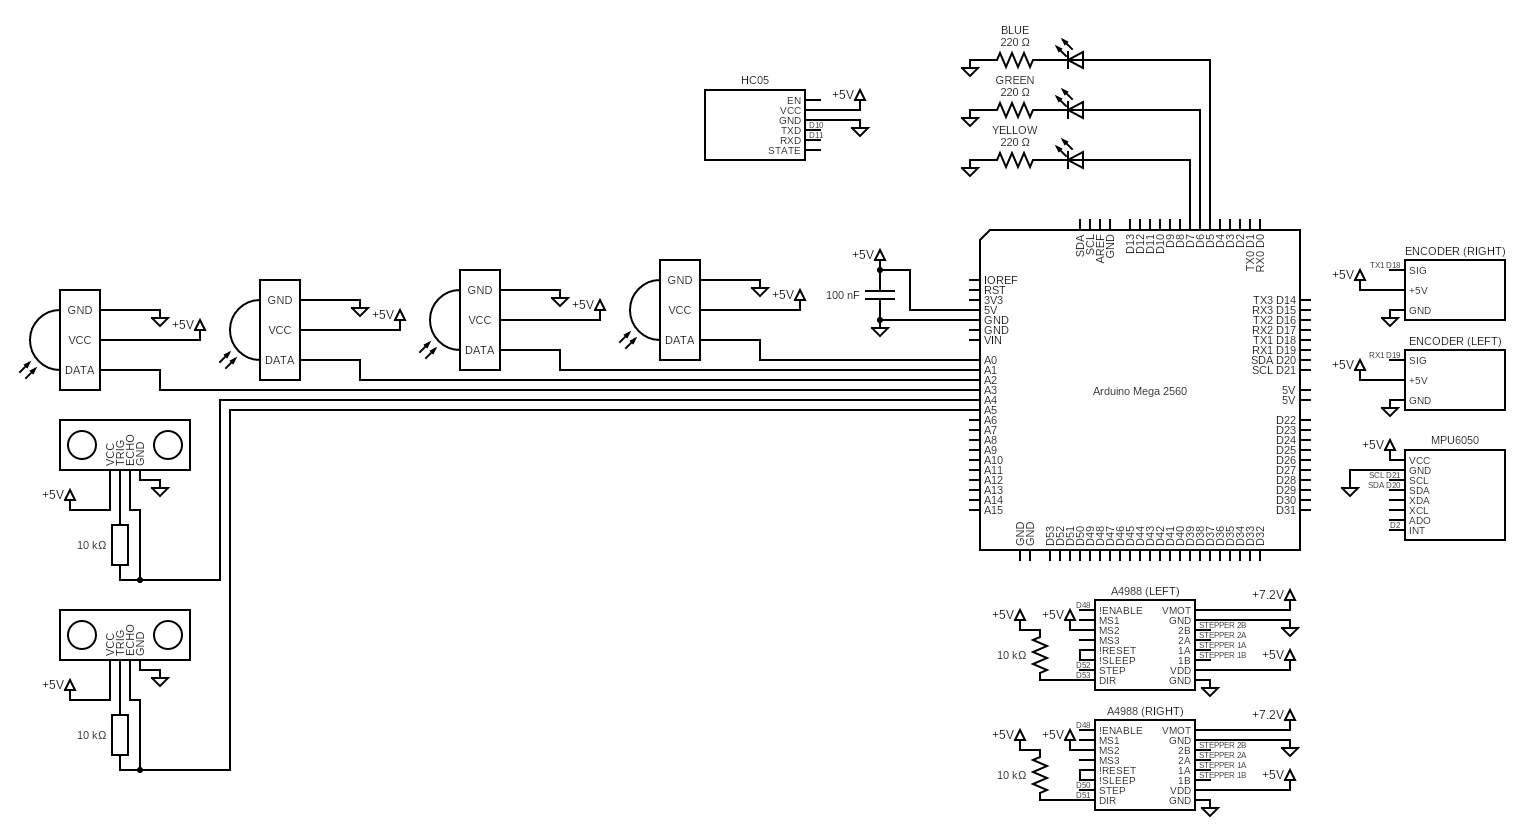 BLUE
220 Ω
GREEN
220 Ω
YELLOW
220 Ω
HC05
EN
VCC
GND
TXD
RXD
STATE
D10
D11
+5V
GND
VCC
DATA
+5V
GND
VCC
DATA
+5V
GND
VCC
DATA
+5V
GND
VCC
DATA
+5V
+5V
100 nF
SDA
SCL
AREF
GND
D13
D12
D11
D10
D9
D8
D7
D6
D5
D4
D3
D2
TX0 D1
RX0 D0
IOREF
RST
3V3
5V
GND
GND
VIN
A0
A1
A2
A3
A4
A5
A6
A7
A8
A9
A10
A11
A12
A13
A14
A15
Arduino Mega 2560
TX3 D14
RX3 D15
TX2 D16
RX2 D17
TX1 D18
RX1 D19
SDA D20
SCL D21
5V
5V
D22
D23
D24
D25
D26
D27
D28
D29
D30
D31
GND
GND
D53
D52
D51
D50
D49
D48
D47
D46
D45
D44
D43
D42
D41
D40
D39
D38
D37
D36
D35
D34
D33
D32
ENCODER (RIGHT)
TX1 D18
+5V
SIG
+5V
GND
ENCODER (LEFT)
RX1 D19
+5V
SIG
+5V
GND
MPU6050
+5V
SCL D21
SDA D20
D2
VCC
GND
SCL
SDA
XDA
XCL
ADO
INT
VCC
TRIG
ECHO
GND
+5V
10 kΩ
VCC
TRIG
ECHO
GND
+5V
10 kΩ
A4988 (LEFT)
+5V
+5V
10 kΩ
D48
D52
D53
!ENABLE
MS1
MS2
MS3
!RESET
!SLEEP
STEP
DIR
VMOT
GND
2B
2A
1A
1B
VDD
GND
STEPPER 2B
STEPPER 2A
STEPPER 1A
STEPPER 1B
+7.2V
+5V
A4988 (RIGHT)
+5V
+5V
10 kΩ
D48
D50
D51
!ENABLE
MS1
MS2
MS3
!RESET
!SLEEP
STEP
DIR
VMOT
GND
2B
2A
1A
1B
VDD
GND
STEPPER 2B
STEPPER 2A
STEPPER 1A
STEPPER 1B
+7.2V
+5V